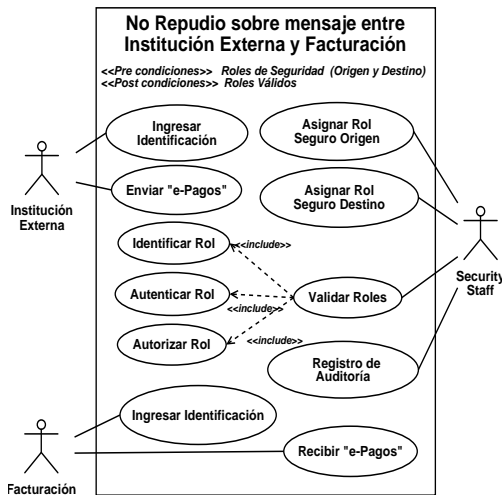 No Repudio sobre mensaje entre
Institución Externa y Facturación
<<Pre condiciones>> Roles de Seguridad (Origen y Destino)
<<Post condiciones>> Roles Válidos
Ingresar
Identificación
Asignar Rol
Seguro Origen
Enviar "e-Pagos"
Asignar Rol
Seguro Destino
Institución
Externa
Identificar Rol
<<include>>
Security
Staff
Autenticar Rol
<<include>>
Validar Roles
Autorizar Rol
<<include>>
Registro de
Auditoría
Ingresar Identificación
Recibir "e-Pagos"
Facturación